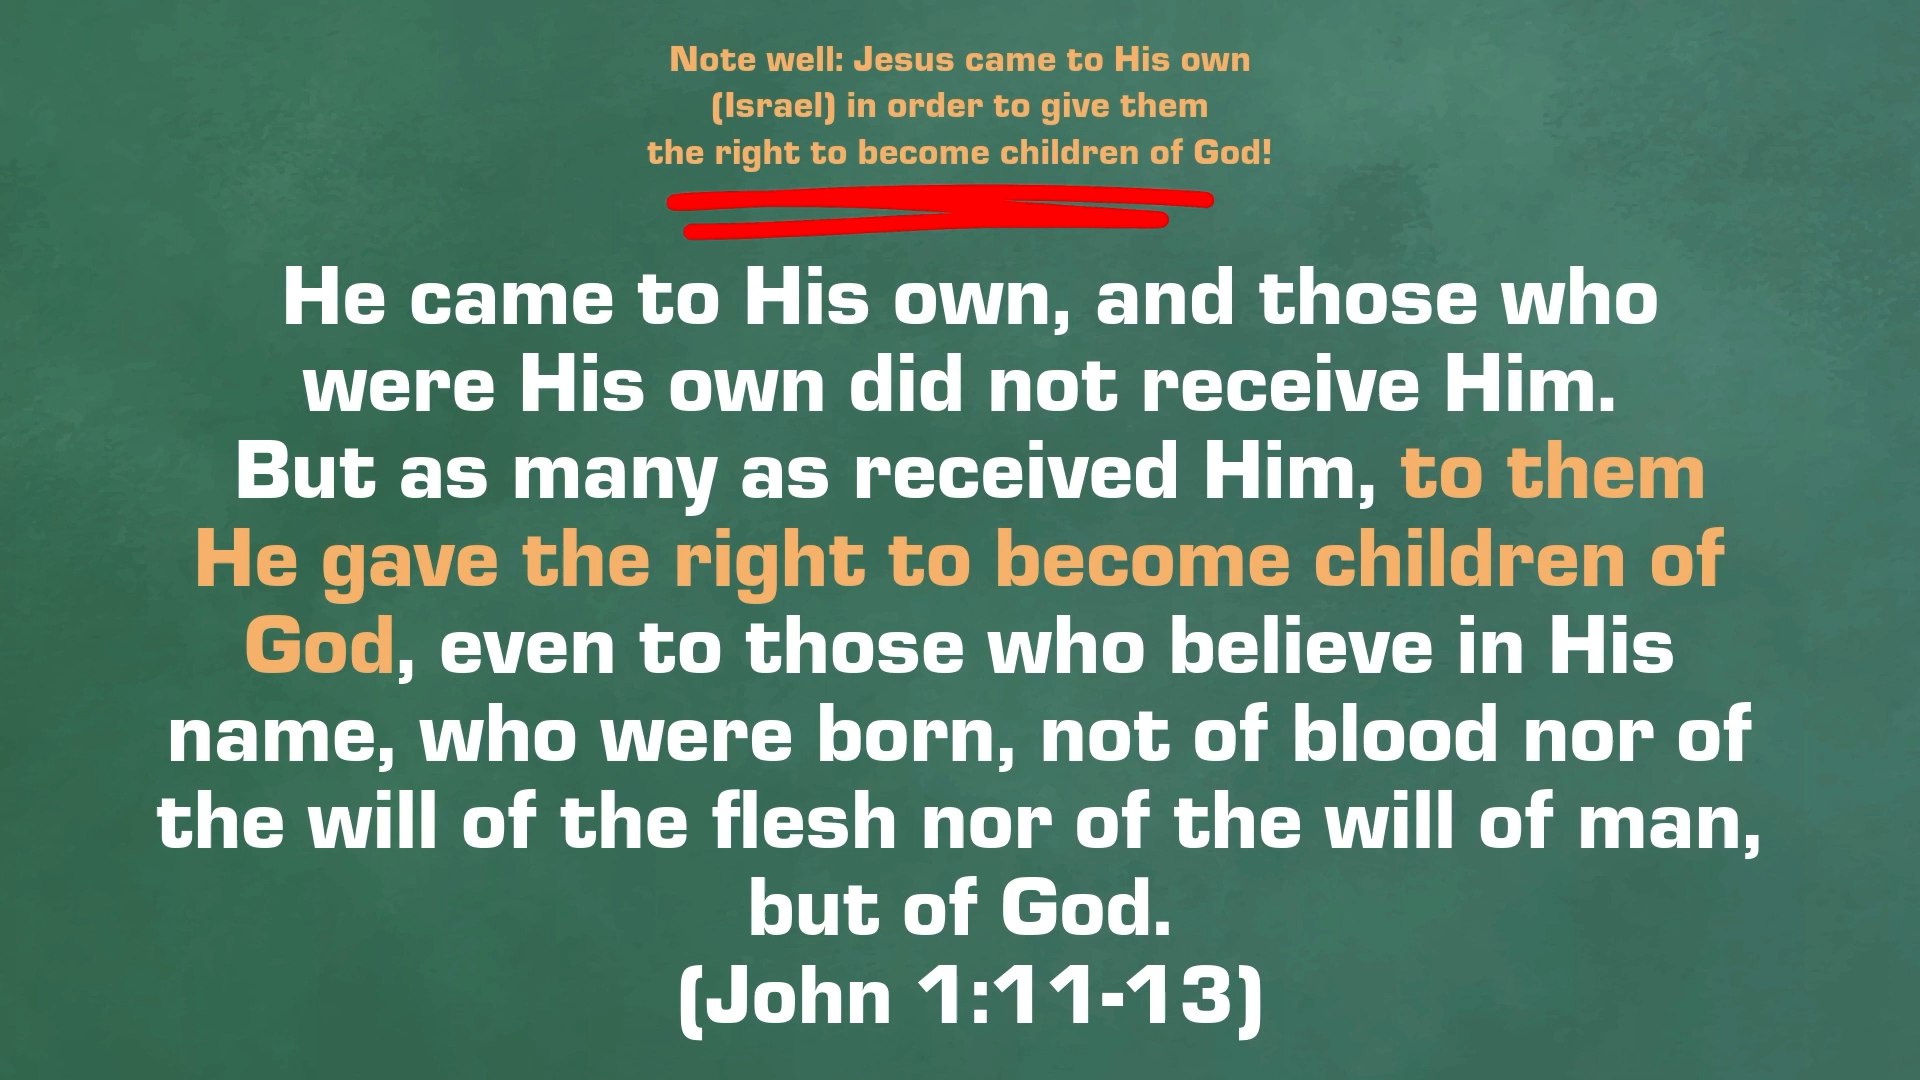 Note well: Jesus came to His own
(Israel) in order to give them
the right to become children of God!
He came to His own, and those who
were His own did not receive Him.
But as many as received Him, to them
He gave the right to become children of
God, even to those who believe in His
name, who were born, not of blood nor of
the will of the flesh nor of the will of man,
but of God.
(John 1:11-13)